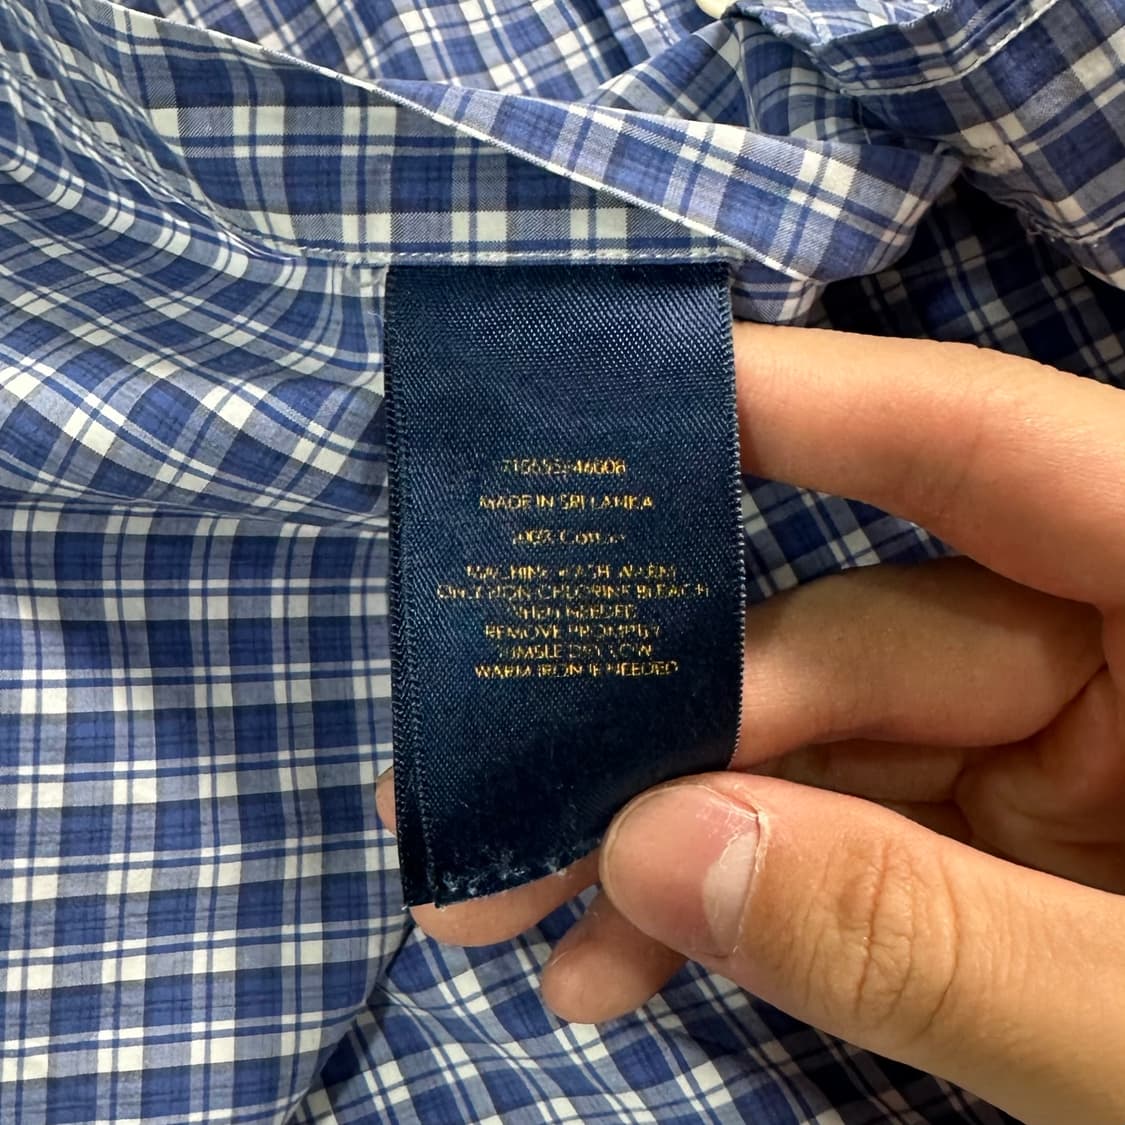 MADE IN SRI LANKA
100% Cotton
MACHINE WASH WARM
ONLY NON-CHLORINE BLEACH
WHEN NEEDED
REMOVE PROMPTLY
TUMBLE DRY LOW
WARM IRON IF NEEDED